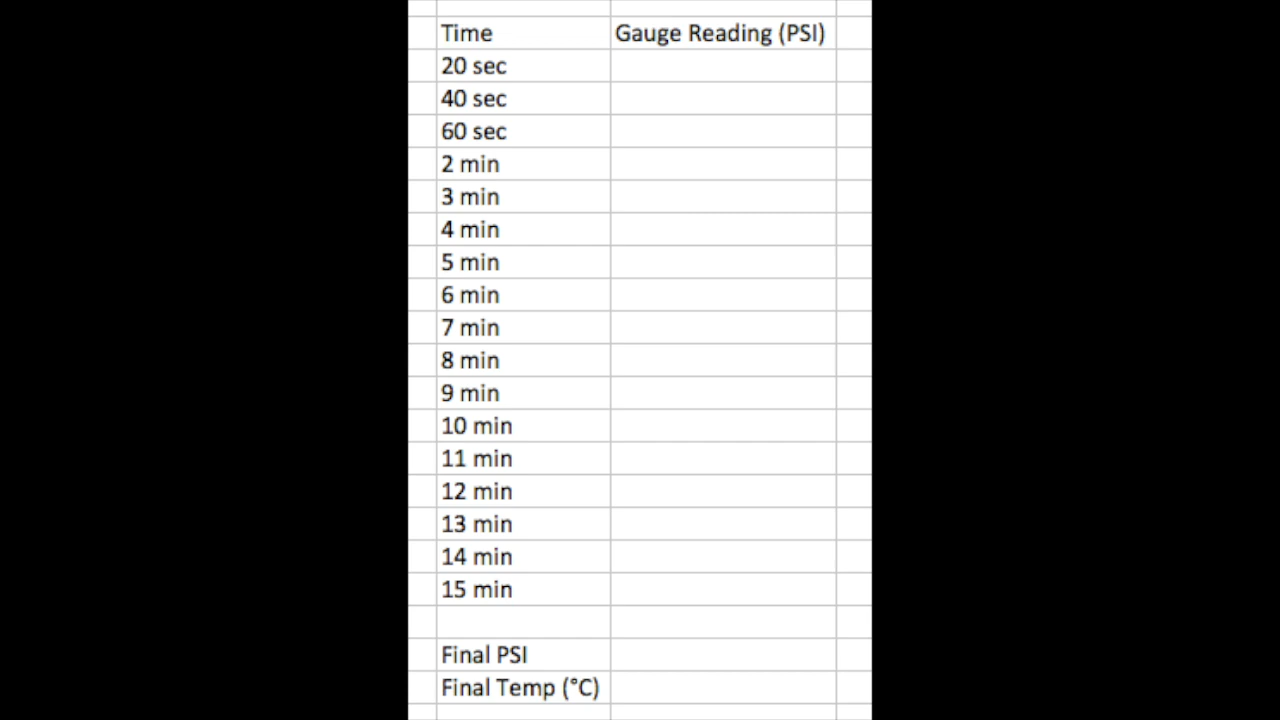 Time Gauge Reading (PSI)
20 sec
40 sec
60 sec
2 min
3 min
4 min
5 min
6 min
7 min
8 min
9 min
10 min
11 min
12 min
13 min
14 min
15 min
Final PSI
Final Temp (°C)